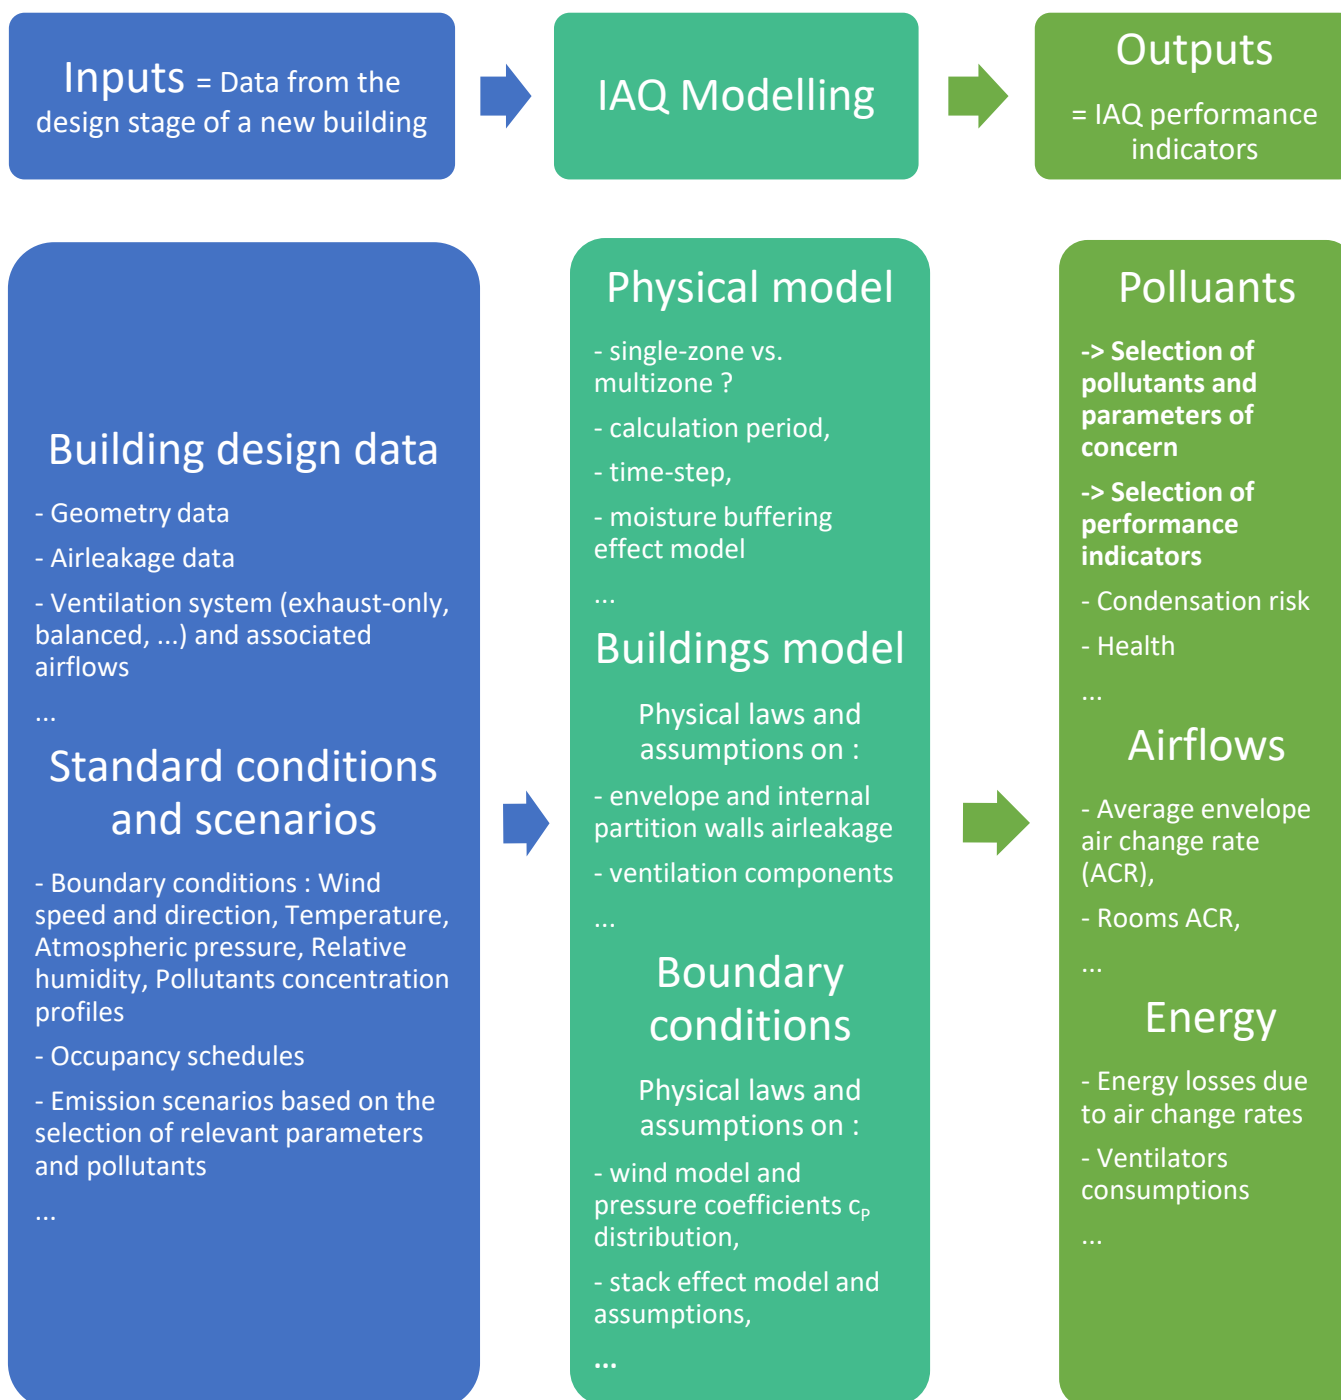 Inputs = Data from the
design stage of a new building
IAQ Modelling
Outputs
= IAQ performance
indicators
Building design data
- Geometry data
- Airleakage data
- Ventilation system (exhaust-only,
balanced, ...) and associated
airflows
...
Standard conditions
and scenarios
- Boundary conditions : Wind
speed and direction, Temperature,
Atmospheric pressure, Relative
humidity, Pollutants concentration
profiles
- Occupancy schedules
- Emission scenarios based on the
selection of relevant parameters
and pollutants
...
Physical model
- single-zone vs.
multizone ?
- calculation period,
- time-step,
- moisture buffering
effect model
...
Buildings model
Physical laws and
assumptions on :
- envelope and internal
partition walls airleakage
- ventilation components
...
Boundary
conditions
Physical laws and
assumptions on :
- wind model and
pressure coefficients cP
distribution,
- stack effect model and
assumptions,
...
Polluants
-> Selection of
pollutants and
parameters of
concern
-> Selection of
performance
indicators
- Condensation risk
- Health
...
Airflows
- Average envelope
air change rate
(ACR),
- Rooms ACR,
...
Energy
- Energy losses due
to air change rates
- Ventilators
consumptions
...